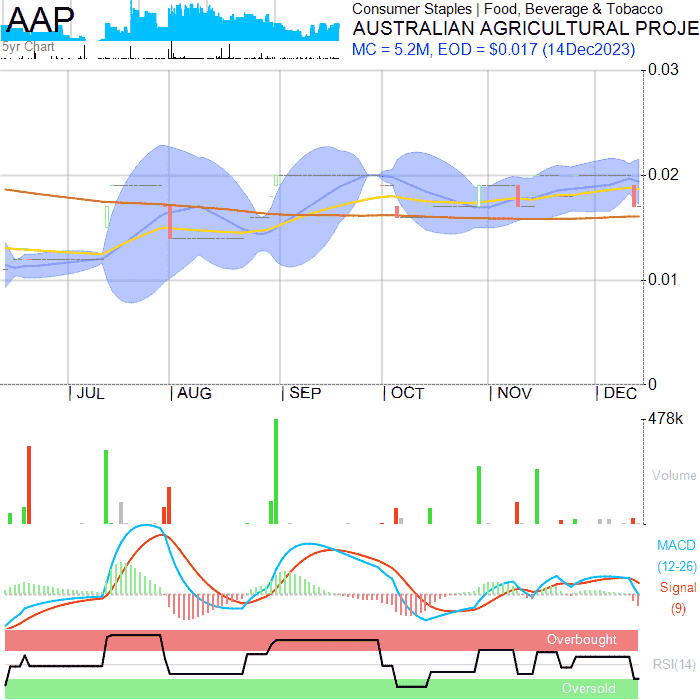 AAP
5yr Chart
Consumer Staples | Food, Beverage & Tobacco
AUSTRALIAN AGRICULTURAL PROJE
MC = 5.2M, EOD = $0.017 (14Dec2023)
0.03
0.02
0.01
0
| JUL | AUG | SEP | OCT | NOV | DEC
478k
Volume
MACD
(12-26)
Signal
(9)
Overbought
RSI(14)
Oversold